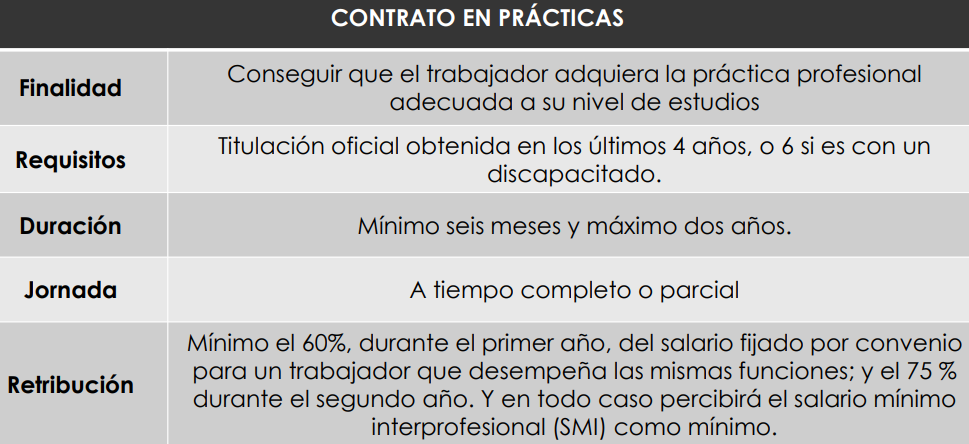 CONTRATO EN PRÁCTICAS
Finalidad
Conseguir que el trabajador adquiera la práctica profesional
adecuada a su nivel de estudios
Requisitos
Titulación oficial obtenida en los últimos 4 años, o 6 si es con un
discapacitado.
Duración
Mínimo seis meses y máximo dos años.
Jornada
A tiempo completo o parcial
Retribución
Mínimo el 60%, durante el primer año, del salario fijado por convenio
para un trabajador que desempeña las mismas funciones; y el 75 %
durante el segundo año. Y en todo caso percibirá el salario mínimo
interprofesional (SMI) como mínimo.